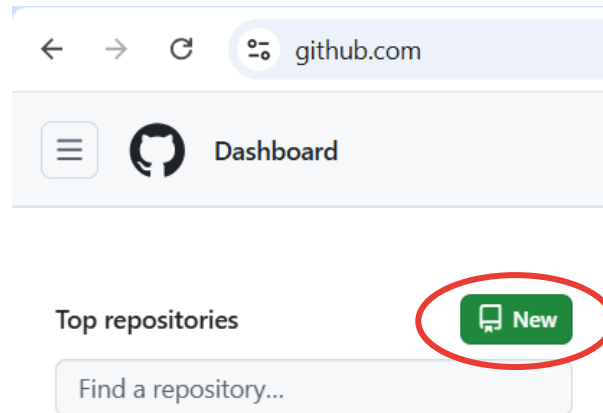 github.com
Dashboard
Top repositories
New
Find a repository...